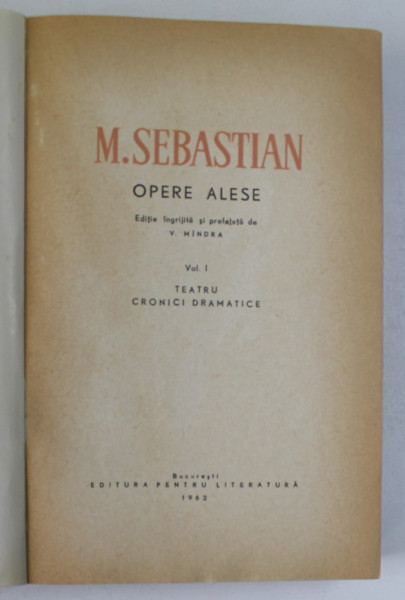 M. SEBASTIAN
OPERE ALESE
Ediție îngrijită și prefațată de
V. MÎNDRA
Vol. I
TEATRU
CRONICI DRAMATICE
București
EDITURA PENTRU LITERATURĂ
1962